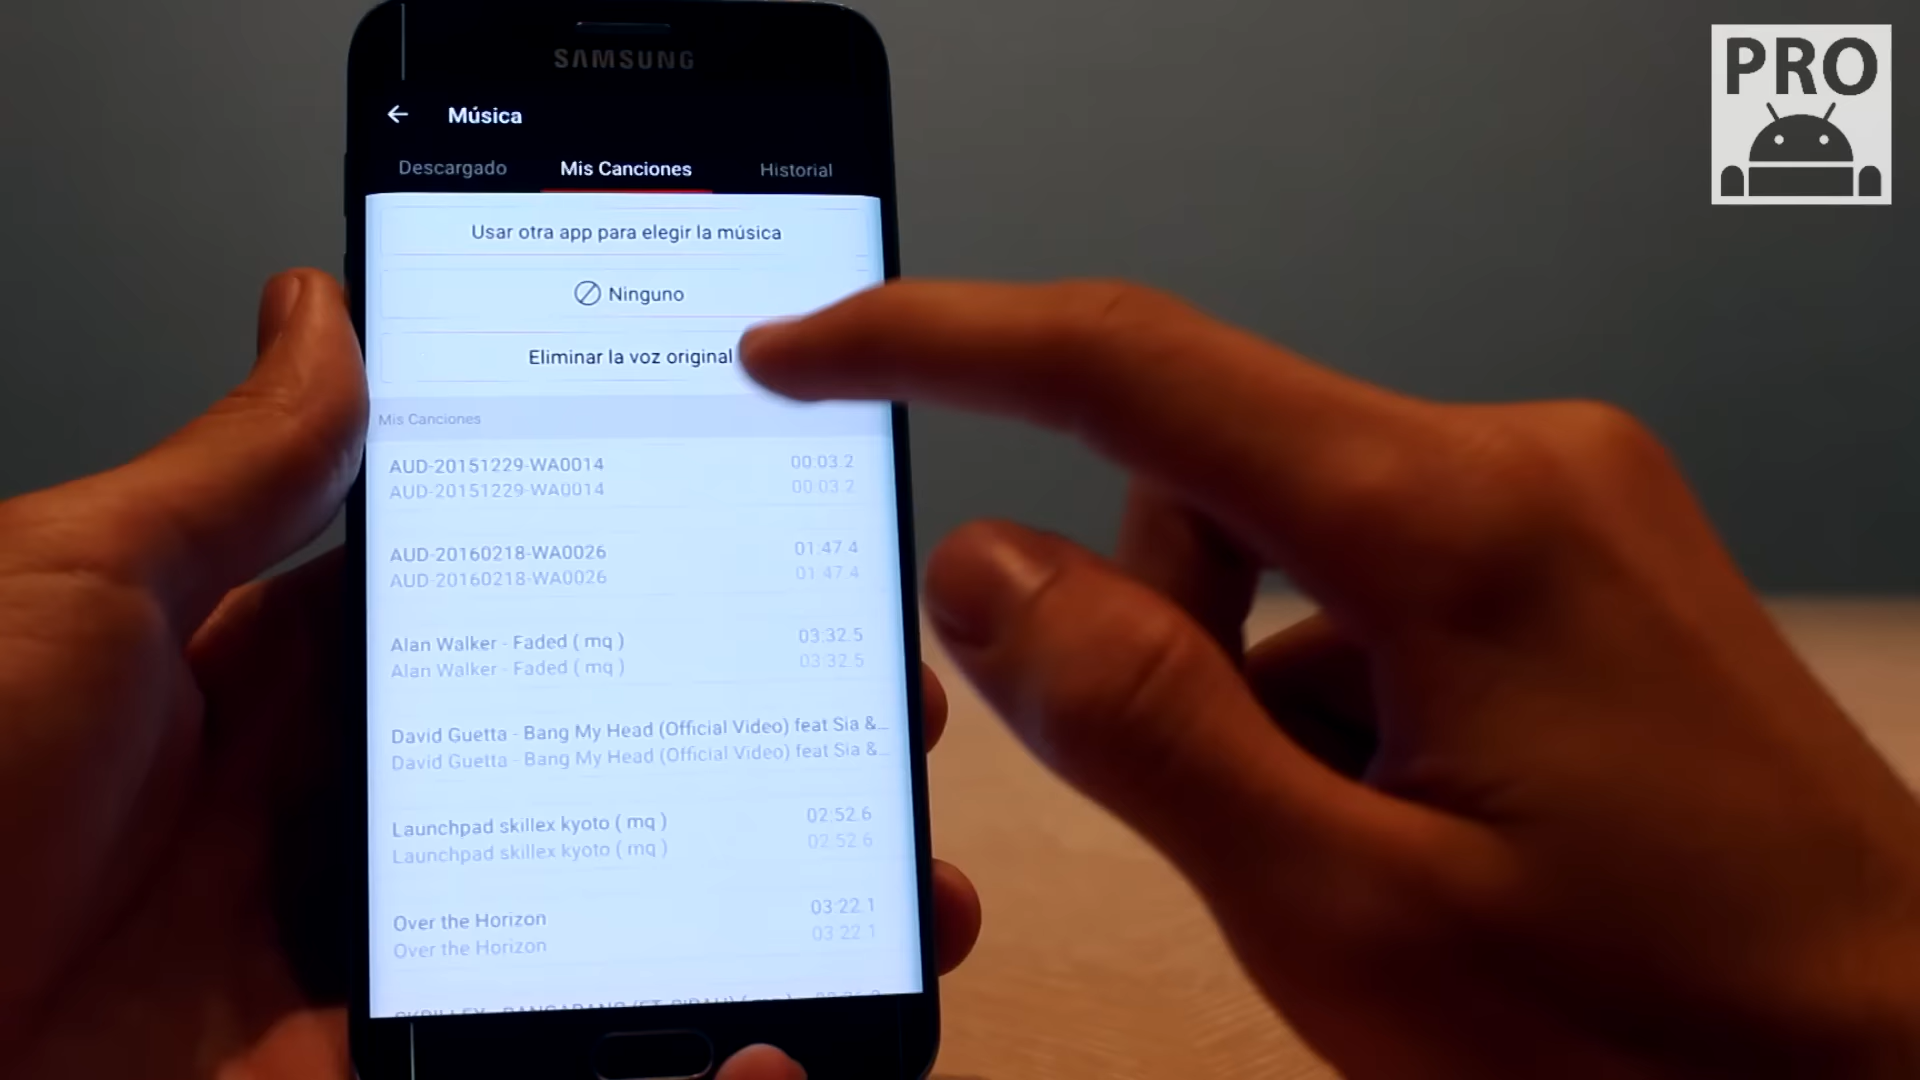 PRO
SAMSUNG
Música
Descargado Mis Canciones Historial
Usar otra app para elegir la música
Ninguno
Eliminar la voz original
Mis Canciones
AUD-20151229-WA0014 00:03.2
AUD-20151229-WA0014 00:03.2
AUD-20160218-WA0026 01:47.4
AUD-20160218-WA0026 01:47.4
Alan Walker - Faded ( mq ) 03:32.5
Alan Walker - Faded ( mq ) 03:32.5
David Guetta - Bang My Head (Official Video) feat Sia &...
David Guetta - Bang My Head (Official Video) feat Sia &...
Launchpad skillex kyoto ( mq ) 02:52.6
Launchpad skillex kyoto ( mq ) 02:52.6
Over the Horizon 03:22.1
Over the Horizon 03:22.1